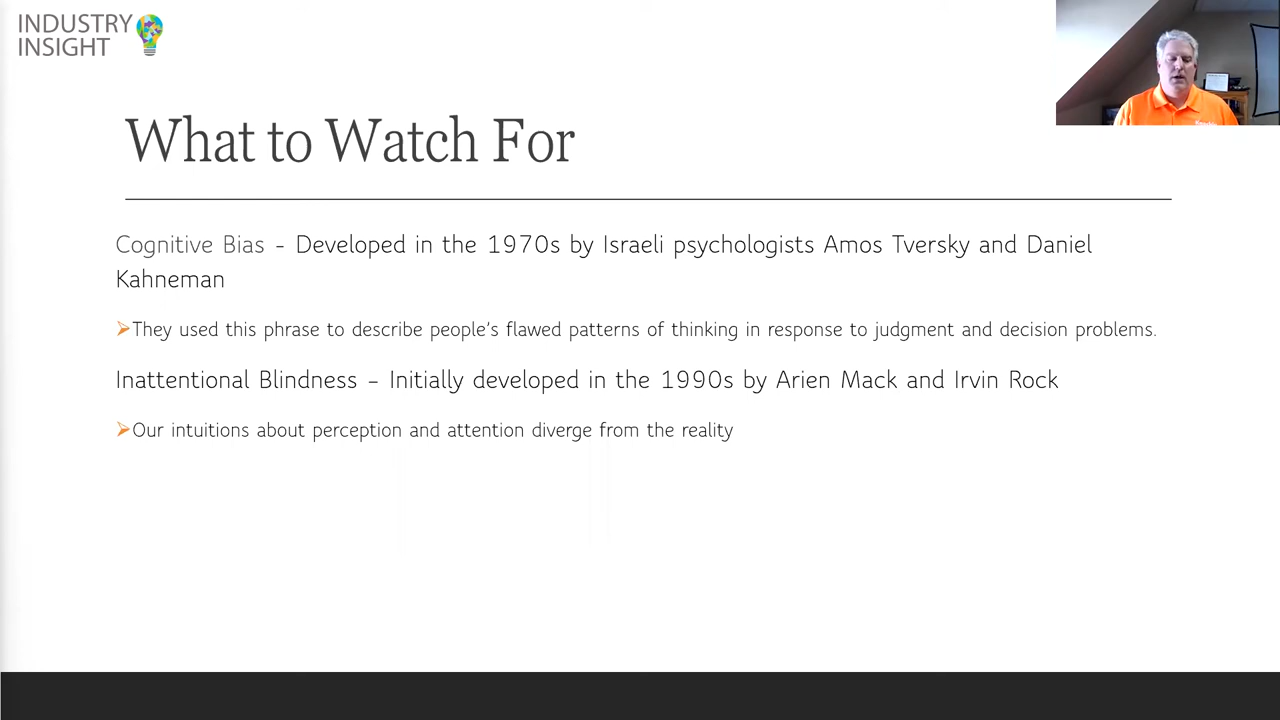 INDUSTRY
INSIGHT
What to Watch For
Cognitive Bias - Developed in the 1970s by Israeli psychologists Amos Tversky and Daniel
Kahneman
They used this phrase to describe people's flawed patterns of thinking in response to judgment and decision problems.
Inattentional Blindness – Initially developed in the 1990s by Arien Mack and Irvin Rock
Our intuitions about perception and attention diverge from the reality